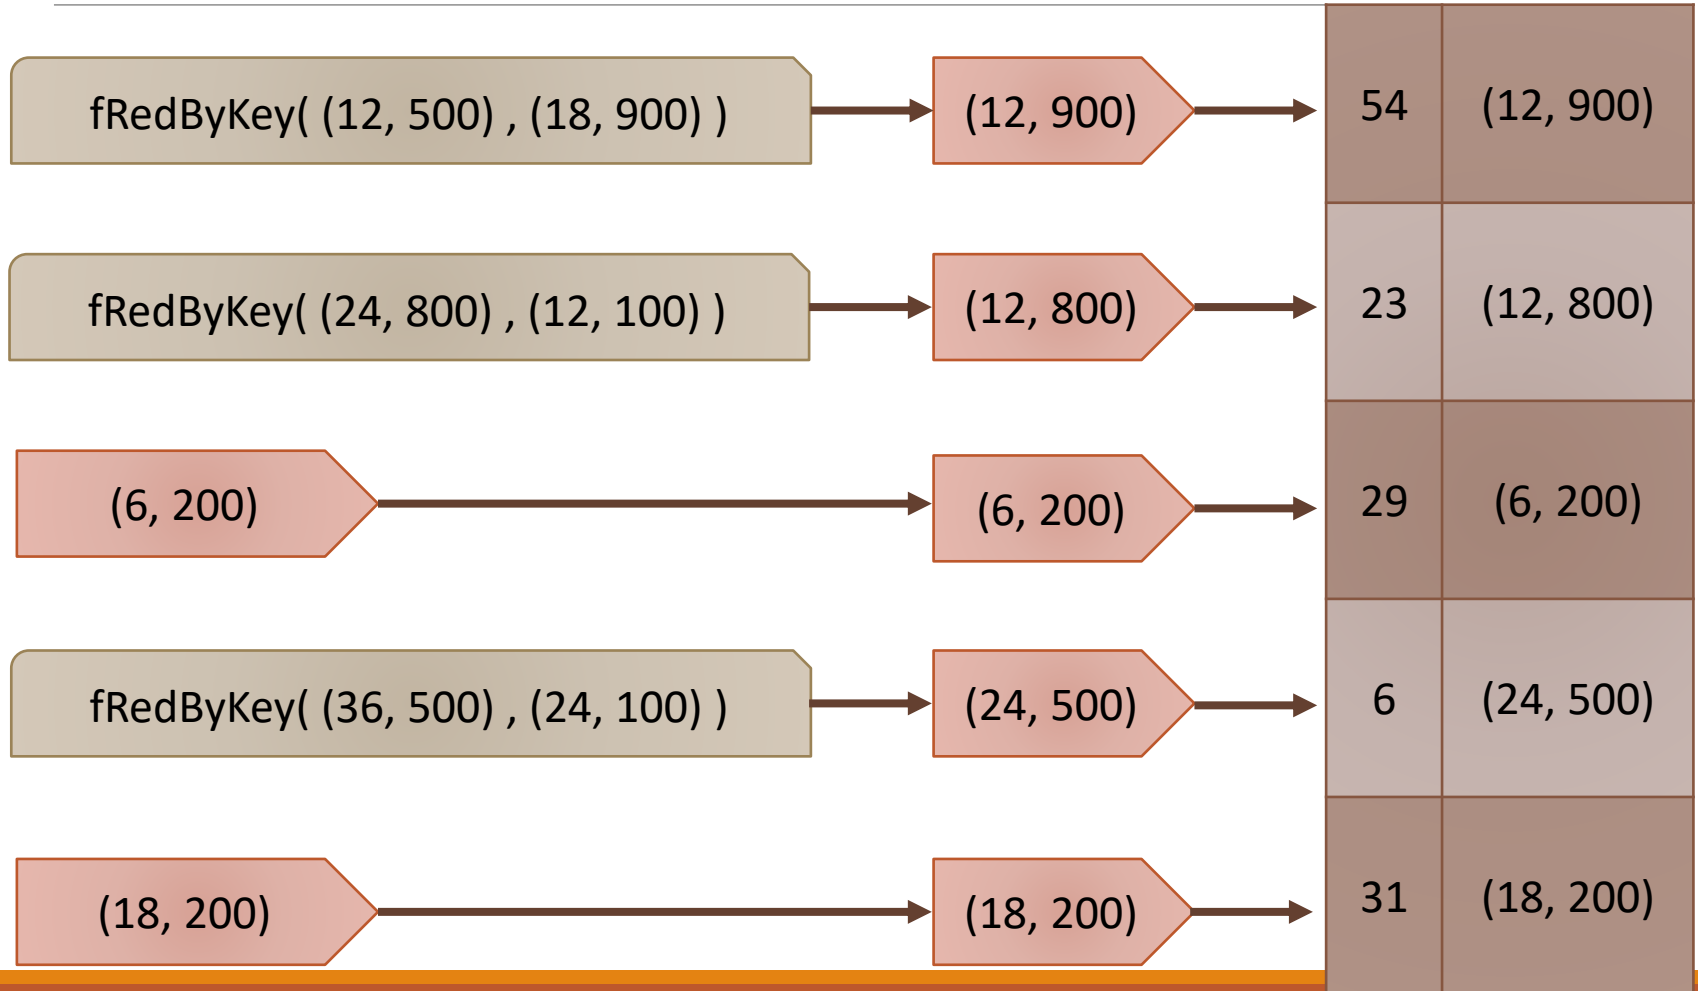 fRedByKey( (12, 500) , (18, 900) ) (12, 900) 54 (12, 900)
fRedByKey( (24, 800) , (12, 100) ) (12, 800) 23 (12, 800)
(6, 200) (6, 200) 29 (6, 200)
fRedByKey( (36, 500) , (24, 100) ) (24, 500) 6 (24, 500)
(18, 200) (18, 200) 31 (18, 200)